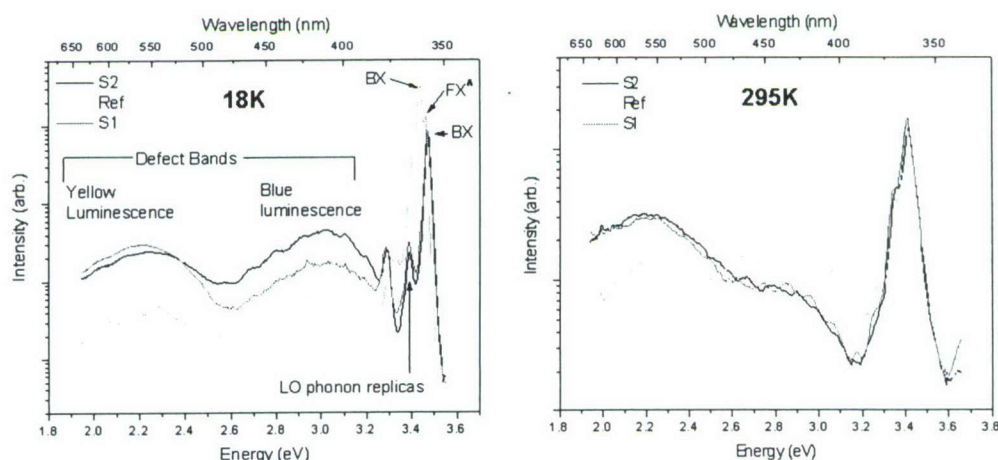 Wavelength (nm)
650 600 550 500 450 400 350
S2
Ref
S1
18K
BX
FXᴬ
BX
Defect Bands
Yellow
Luminescence
Blue
luminescence
LO phonon replicas
Intensity (arb.)
1.8 2.0 2.2 2.4 2.6 2.8 3.0 3.2 3.4 3.6
Energy (eV)
Wavelength (nm)
650 600 550 500 450 400 350
S2
Ref
S1
295K
Intensity (arb.)
1.8 2.0 2.2 2.4 2.6 2.8 3.0 3.2 3.4 3.6 3.8
Energy (eV)